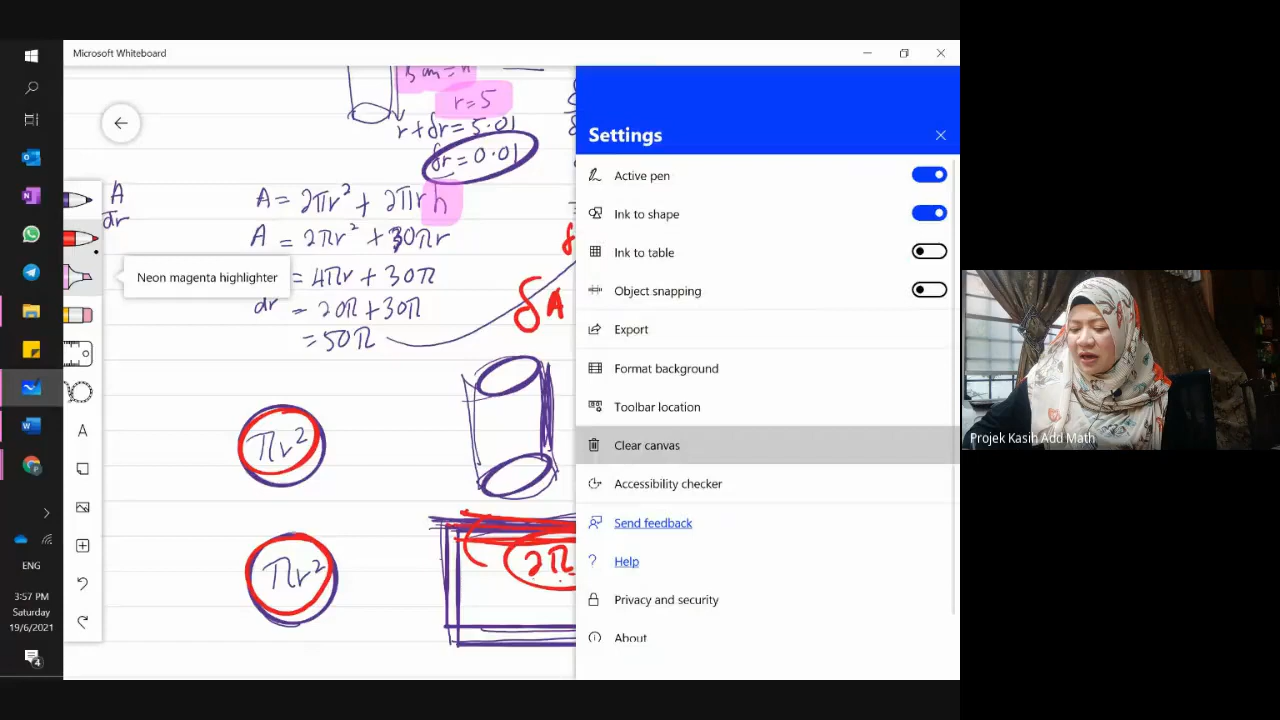 Microsoft Whiteboard
r = 5
r + δr = 5.01
δr = 0.01
A
dr
A = 2πr² + 2πrh
A = 2πr² + 30πr
Neon magenta highlighter
= 4πr + 30π
dr = 20π + 30π
= 50π
δA
πr²
πr²
2π
Settings
Active pen
Ink to shape
Ink to table
Object snapping
Export
Format background
Toolbar location
Clear canvas
Accessibility checker
Send feedback
Help
Privacy and security
About
A
ENG
3:57 PM
Saturday
19/6/2021
4
Projek Kasih Add Math